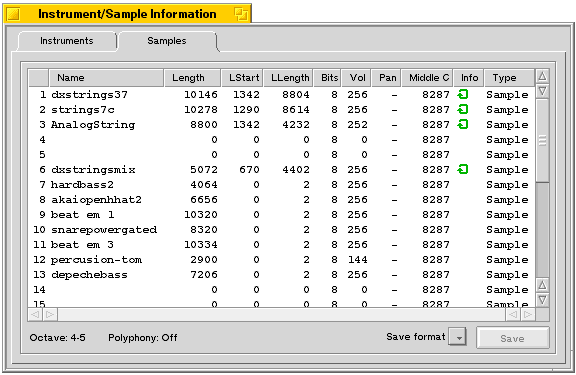 Instrument/Sample Information
Instruments Samples
Name Length LStart LLength Bits Vol Pan Middle C Info Type
1 dxstrings37 10146 1342 8804 8 256 – 8287 Sample
2 strings7c 10278 1290 8614 8 256 – 8287 Sample
3 AnalogString 8800 1342 4232 8 252 – 8287 Sample
4 0 0 0 8 0 – 8287 Sample
5 0 0 0 8 0 – 8287 Sample
6 dxstringsmix 5072 670 4402 8 256 – 8287 Sample
7 hardbass2 4064 0 2 8 256 – 8287 Sample
8 akaiopenhhat2 6656 0 2 8 256 – 8287 Sample
9 beat em 1 10320 0 2 8 256 – 8287 Sample
10 snarepowergated 8320 0 2 8 256 – 8287 Sample
11 beat em 3 10334 0 2 8 256 – 8287 Sample
12 percusion-tom 2900 0 2 8 144 – 8287 Sample
13 depechebass 7206 0 2 8 256 – 8287 Sample
14 0 0 0 8 0 – 8287 Sample
15 0 0 0 8 0 – 8287 Sample
Octave: 4-5 Polyphony: Off Save format Save